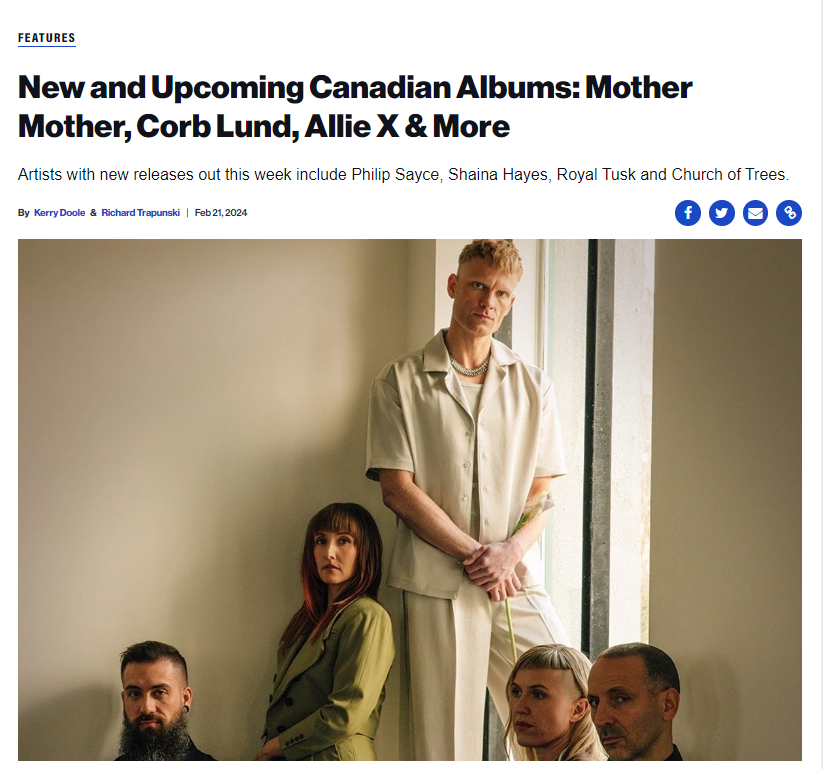 FEATURES
New and Upcoming Canadian Albums: Mother
Mother, Corb Lund, Allie X & More
Artists with new releases out this week include Philip Sayce, Shaina Hayes, Royal Tusk and Church of Trees.
By Kerry Doole & Richard Trapunski | Feb 21, 2024